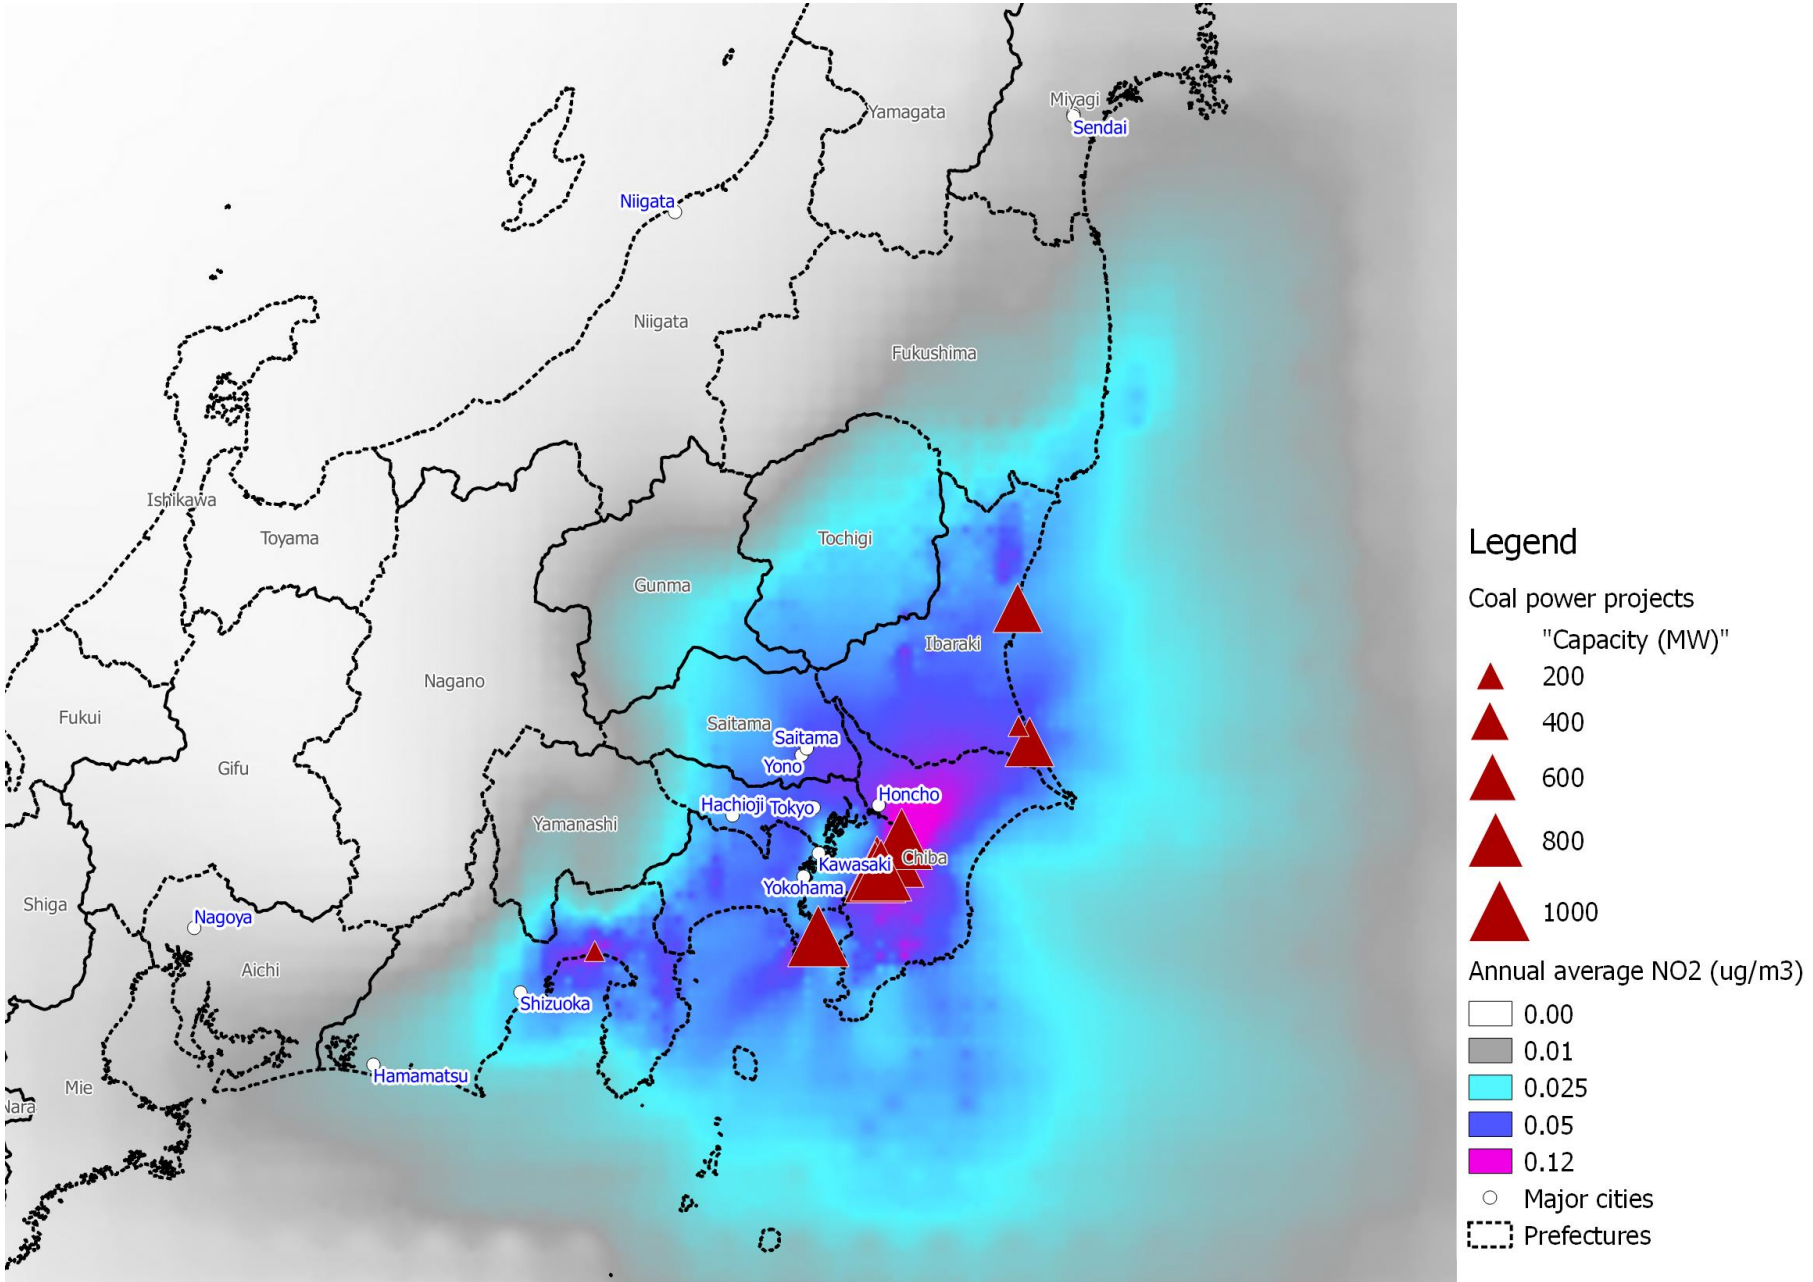 Yamagata
Miyagi
Sendai
Niigata
Niigata
Fukushima
Ishikawa
Toyama
Tochigi
Gunma
Ibaraki
Nagano
Fukui
Saitama
Saitama
Yono
Gifu
Honcho
Hachioji
Tokyo
Yamanashi
Kawasaki
Chiba
Yokohama
Shiga
Nagoya
Aichi
Shizuoka
Hamamatsu
Mie
Nara
Legend
Coal power projects
"Capacity (MW)"
200
400
600
800
1000
Annual average NO2 (ug/m3)
0.00
0.01
0.025
0.05
0.12
Major cities
Prefectures